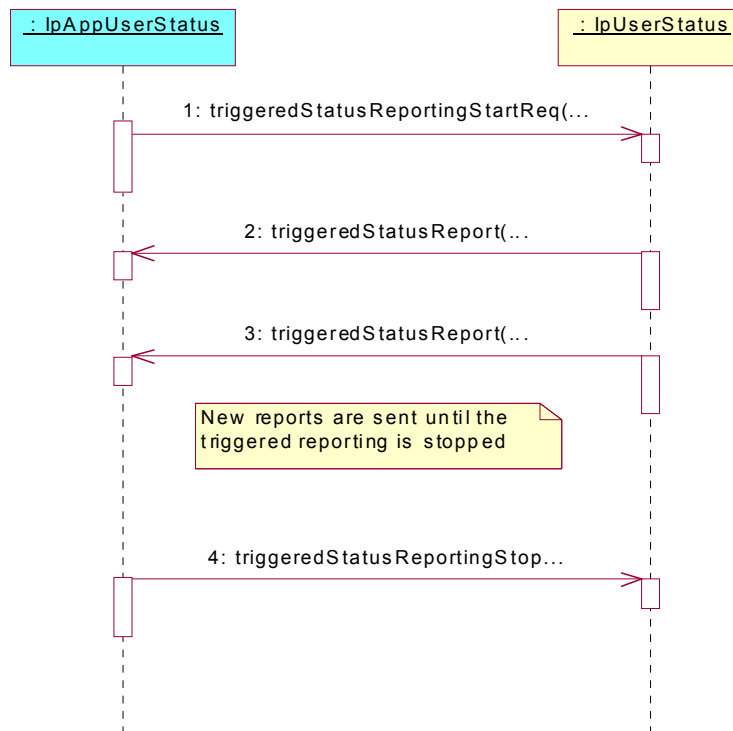 : IpAppUserStatus
: IpUserStatus
1: triggeredStatusReportingStartReq(...
2: triggeredStatusReport(...
3: triggeredStatusReport(...
New reports are sent until the
triggered reporting is stopped
4: triggeredStatusReportingStop...